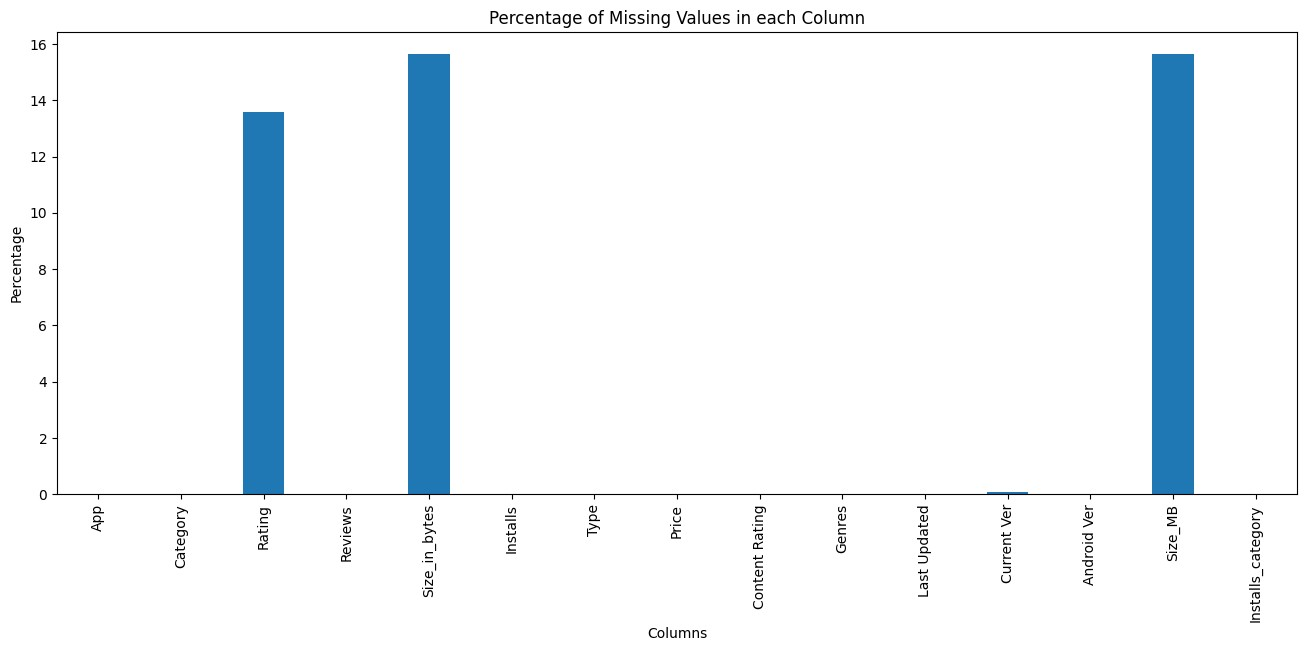 Percentage of Missing Values in each Column
Percentage
16
14
12
10
8
6
4
2
0
App
Category
Rating
Reviews
Size_in_bytes
Installs
Type
Price
Content Rating
Genres
Last Updated
Current Ver
Android Ver
Size_MB
Installs_category
Columns